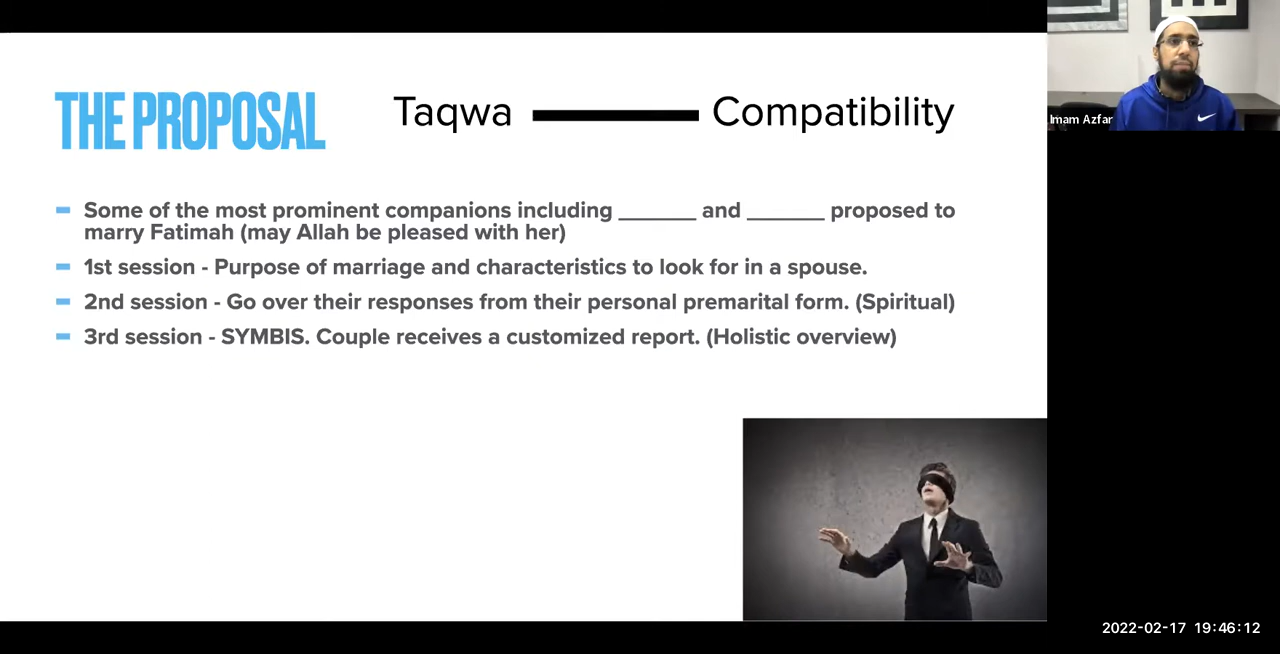 THE PROPOSAL
Taqwa
Compatibility
Some of the most prominent companions including _______ and _______ proposed to
marry Fatimah (may Allah be pleased with her)
1st session - Purpose of marriage and characteristics to look for in a spouse.
2nd session - Go over their responses from their personal premarital form. (Spiritual)
3rd session - SYMBIS. Couple receives a customized report. (Holistic overview)
Imam Azfar
2022-02-17 19:46:12